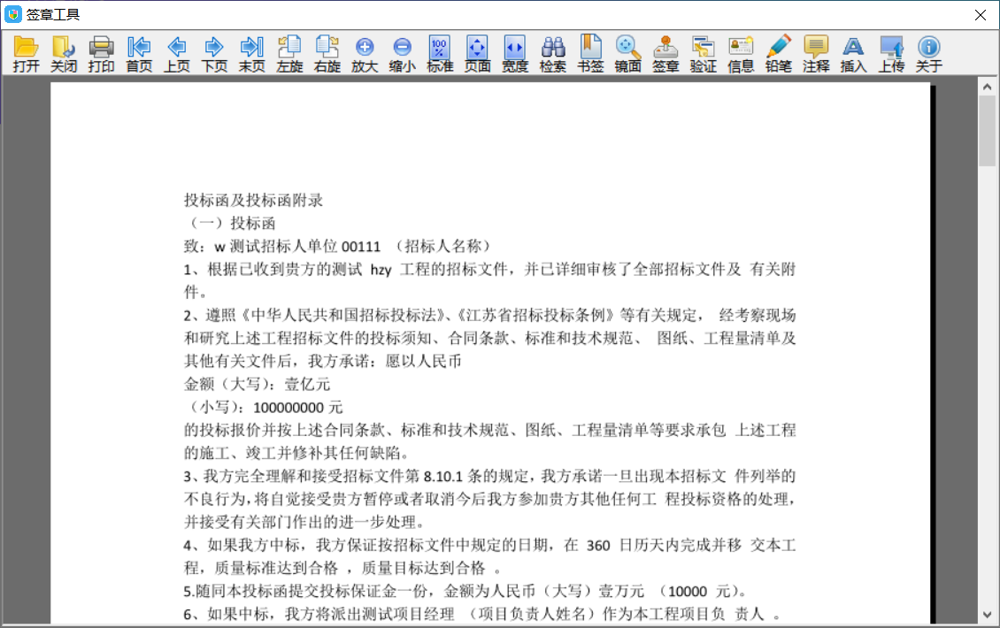 签章工具
打开 关闭 打印 首页 上页 下页 末页 左旋 右旋 放大 缩小 标准 页面 宽度 检索 书签 镜面 签章 验证 信息 铅笔 注释 插入 上传 关于
投标函及投标函附录
（一）投标函
致：w 测试招标人单位 00111 （招标人名称）
1、根据已收到贵方的测试 hzy 工程的招标文件，并已详细审核了全部招标文件及 有关附
件。
2、遵照《中华人民共和国招标投标法》、《江苏省招标投标条例》等有关规定， 经考察现场
和研究上述工程招标文件的投标须知、合同条款、标准和技术规范、 图纸、工程量清单及
其他有关文件后，我方承诺：愿以人民币
金额（大写）：壹亿元
（小写）：100000000 元
的投标报价并按上述合同条款、标准和技术规范、图纸、工程量清单等要求承包 上述工程
的施工、竣工并修补其任何缺陷。
3、我方完全理解和接受招标文件第 8.10.1 条的规定，我方承诺一旦出现本招标文 件列举的
不良行为，将自觉接受贵方暂停或者取消今后我方参加贵方其他任何工 程投标资格的处理，
并接受有关部门作出的进一步处理。
4、如果我方中标，我方保证按招标文件中规定的日期，在 360 日历天内完成并移 交本工
程，质量标准达到合格 ，质量目标达到合格 。
5.随同本投标函提交投标保证金一份，金额为人民币（大写）壹万元 （10000 元）。
6、如果中标，我方将派出测试项目经理 （项目负责人姓名）作为本工程项目负 责人 。